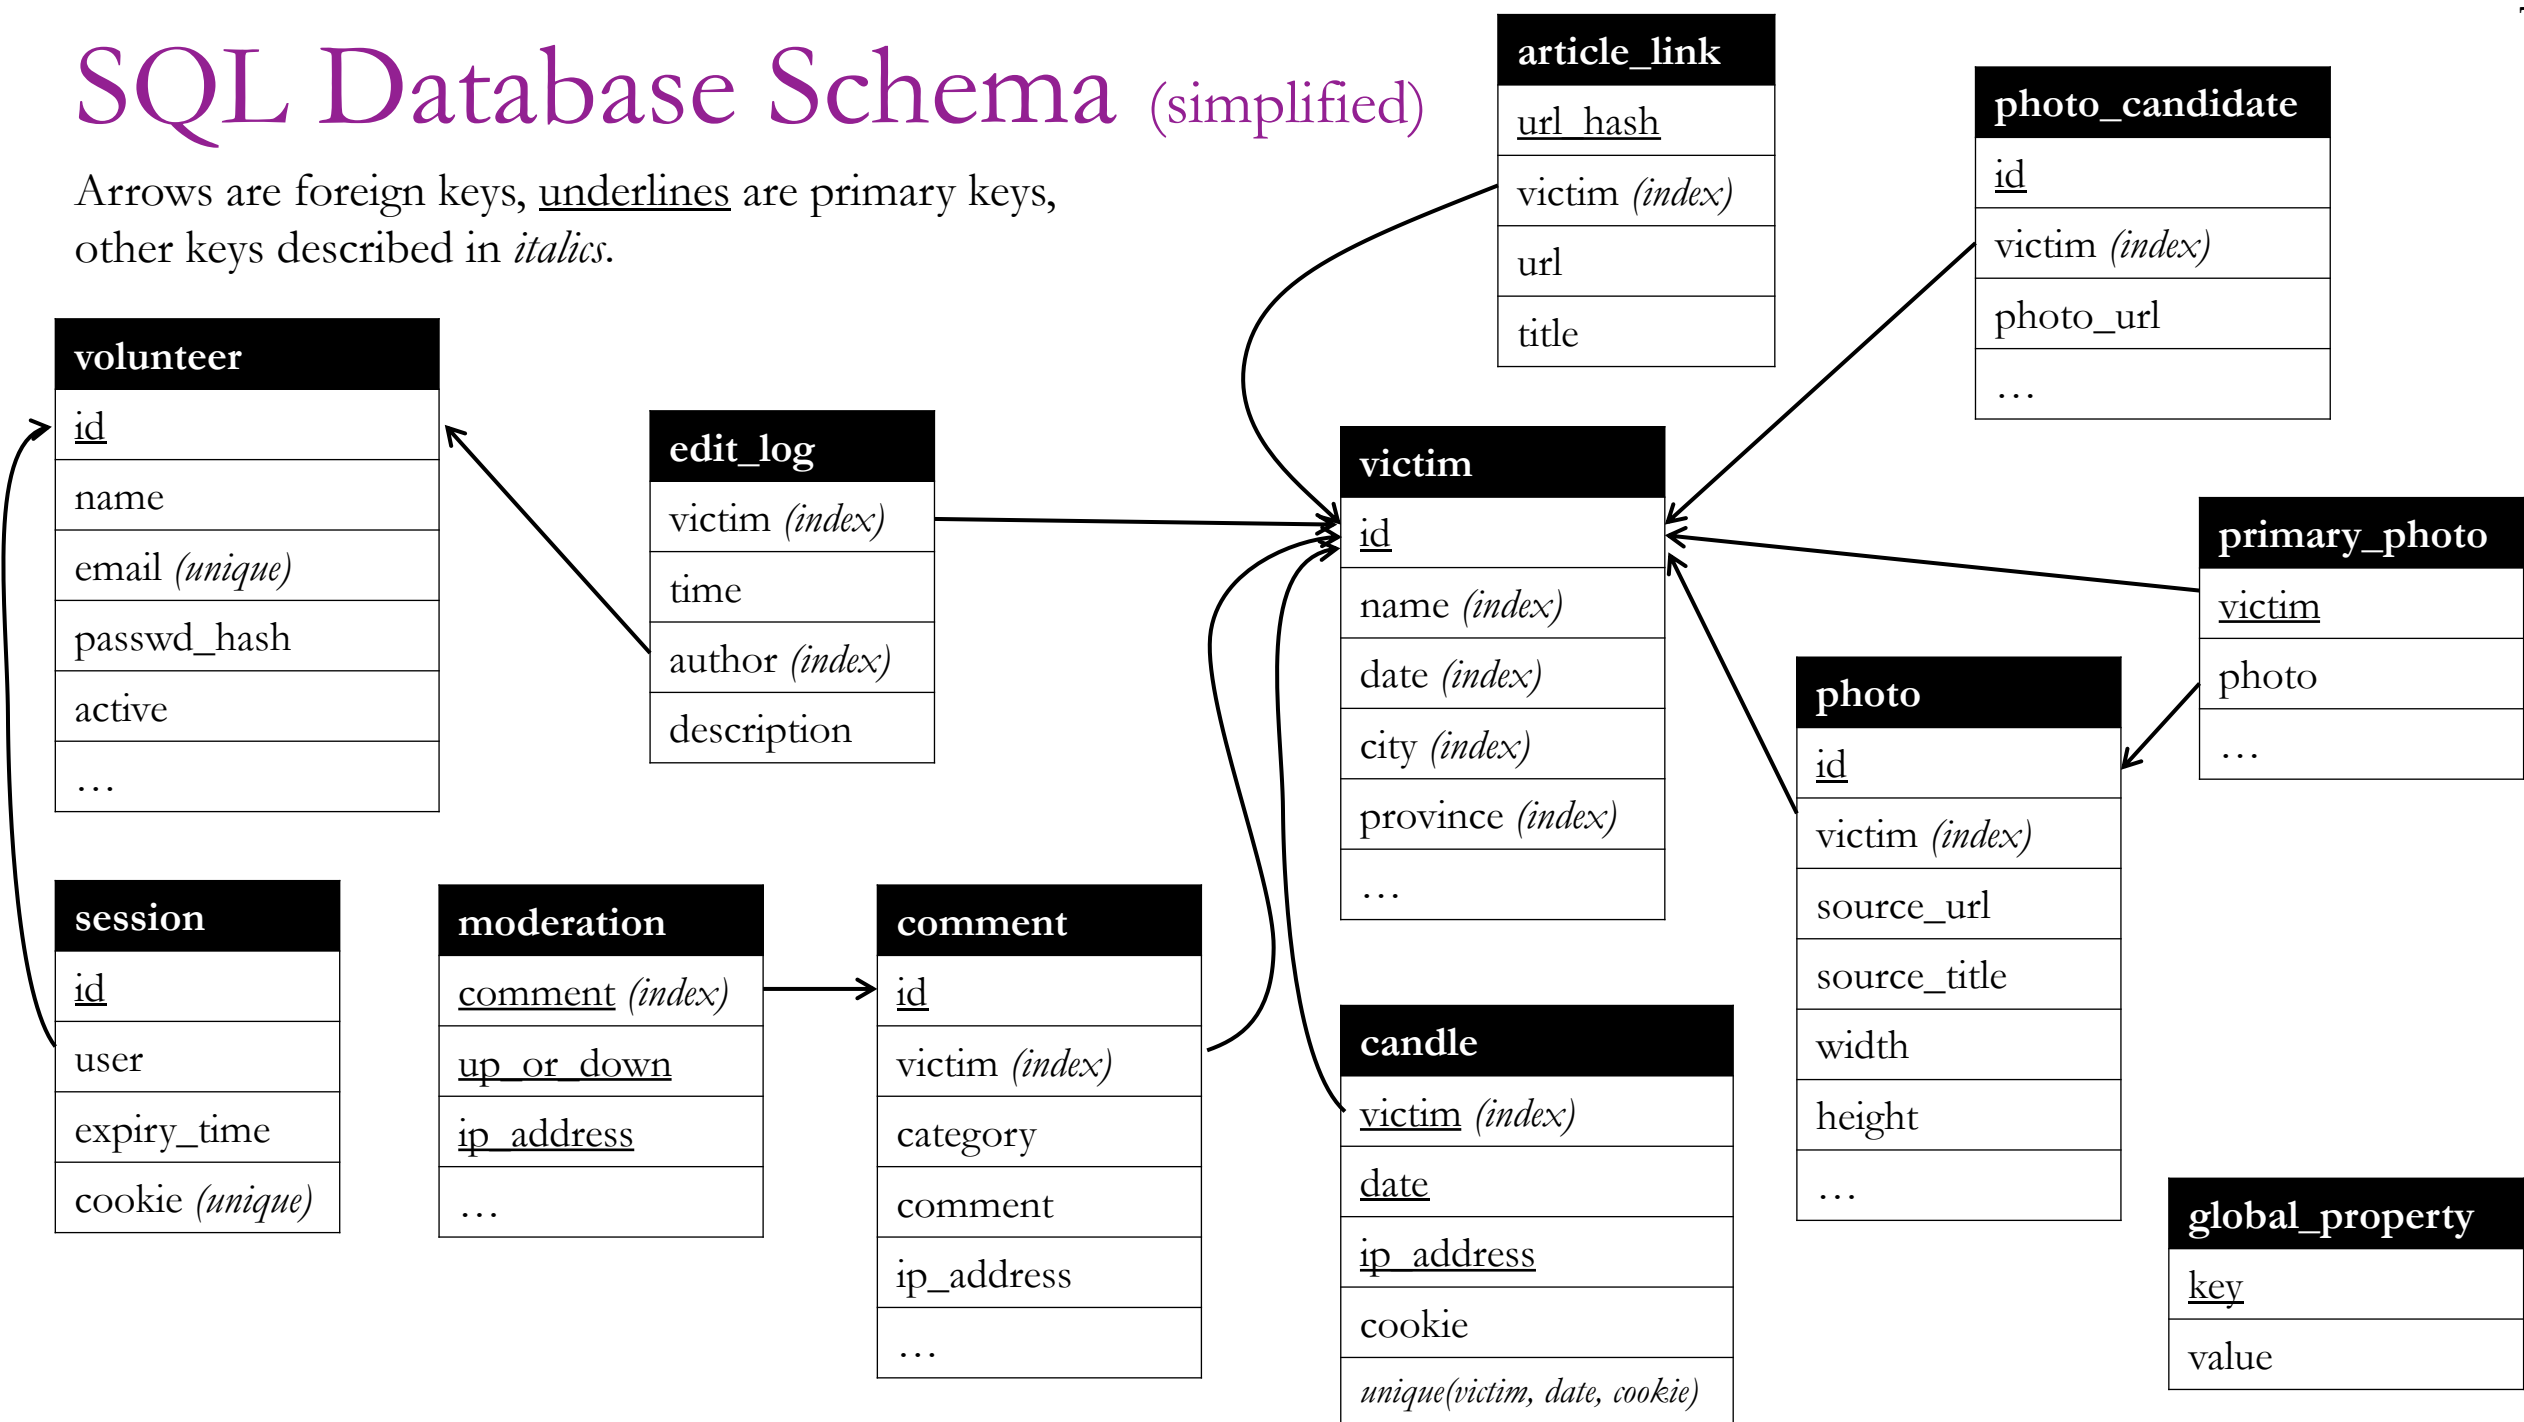 SQL Database Schema (simplified)
Arrows are foreign keys, underlines are primary keys,
other keys described in italics.
article_link
url_hash
victim (index)
url
title
photo_candidate
id
victim (index)
photo_url
…
volunteer
id
name
email (unique)
passwd_hash
active
…
edit_log
victim (index)
time
author (index)
description
victim
id
name (index)
date (index)
city (index)
province (index)
…
primary_photo
victim
photo
…
photo
id
victim (index)
source_url
source_title
width
height
…
session
id
user
expiry_time
cookie (unique)
moderation
comment (index)
up_or_down
ip_address
…
comment
id
victim (index)
category
comment
ip_address
…
candle
victim (index)
date
ip_address
cookie
unique(victim, date, cookie)
global_property
key
value